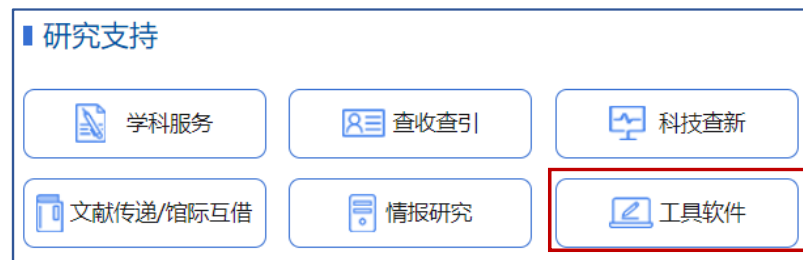 研究支持
学科服务
查收查引
科技查新
文献传递/馆际互借
情报研究
工具软件